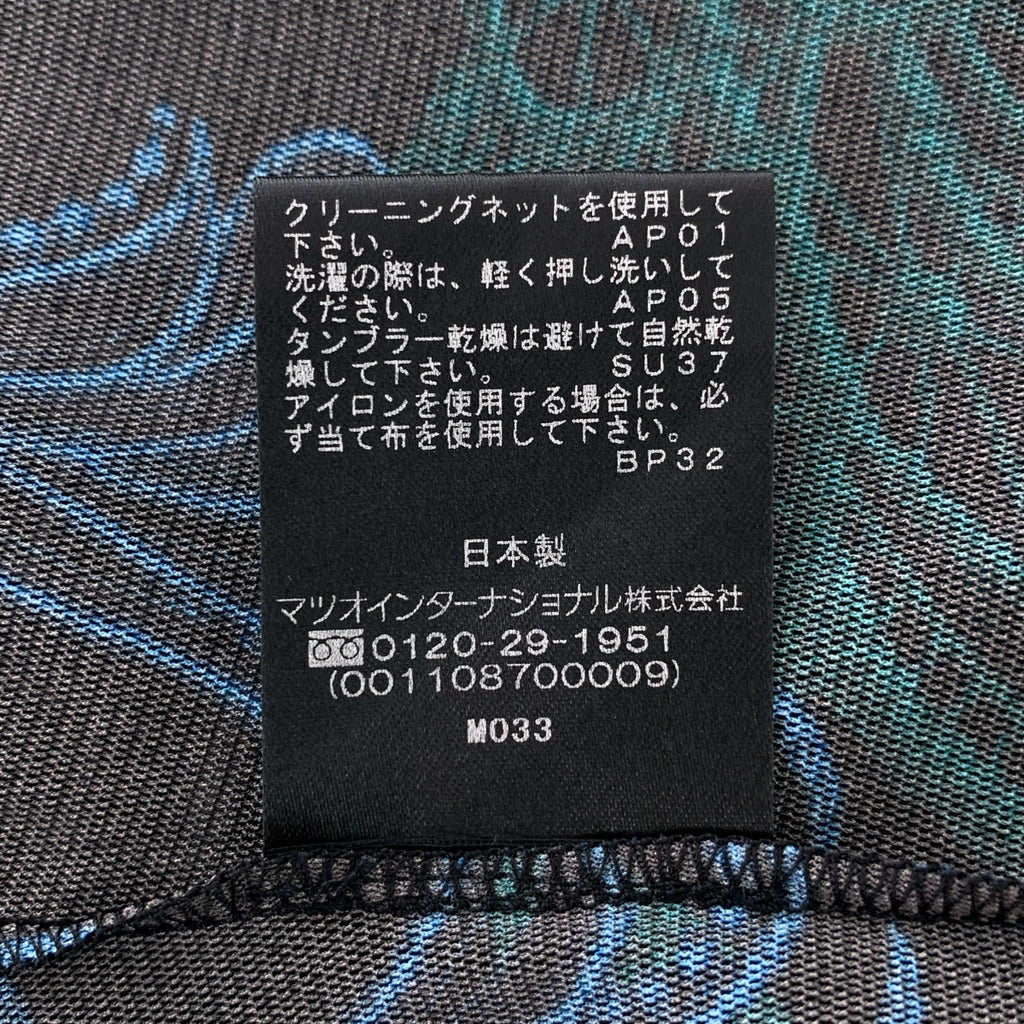 クリーニングネットを使用して
下さい。 AP01
洗濯の際は、軽く押し洗いして
ください。 AP05
タンブラー乾燥は避けて自然乾
燥して下さい。 SU37
アイロンを使用する場合は、必
ず当て布を使用して下さい。
BP32
日本製
マツオインターナショナル株式会社
0120-29-1951
(001108700009)
M033